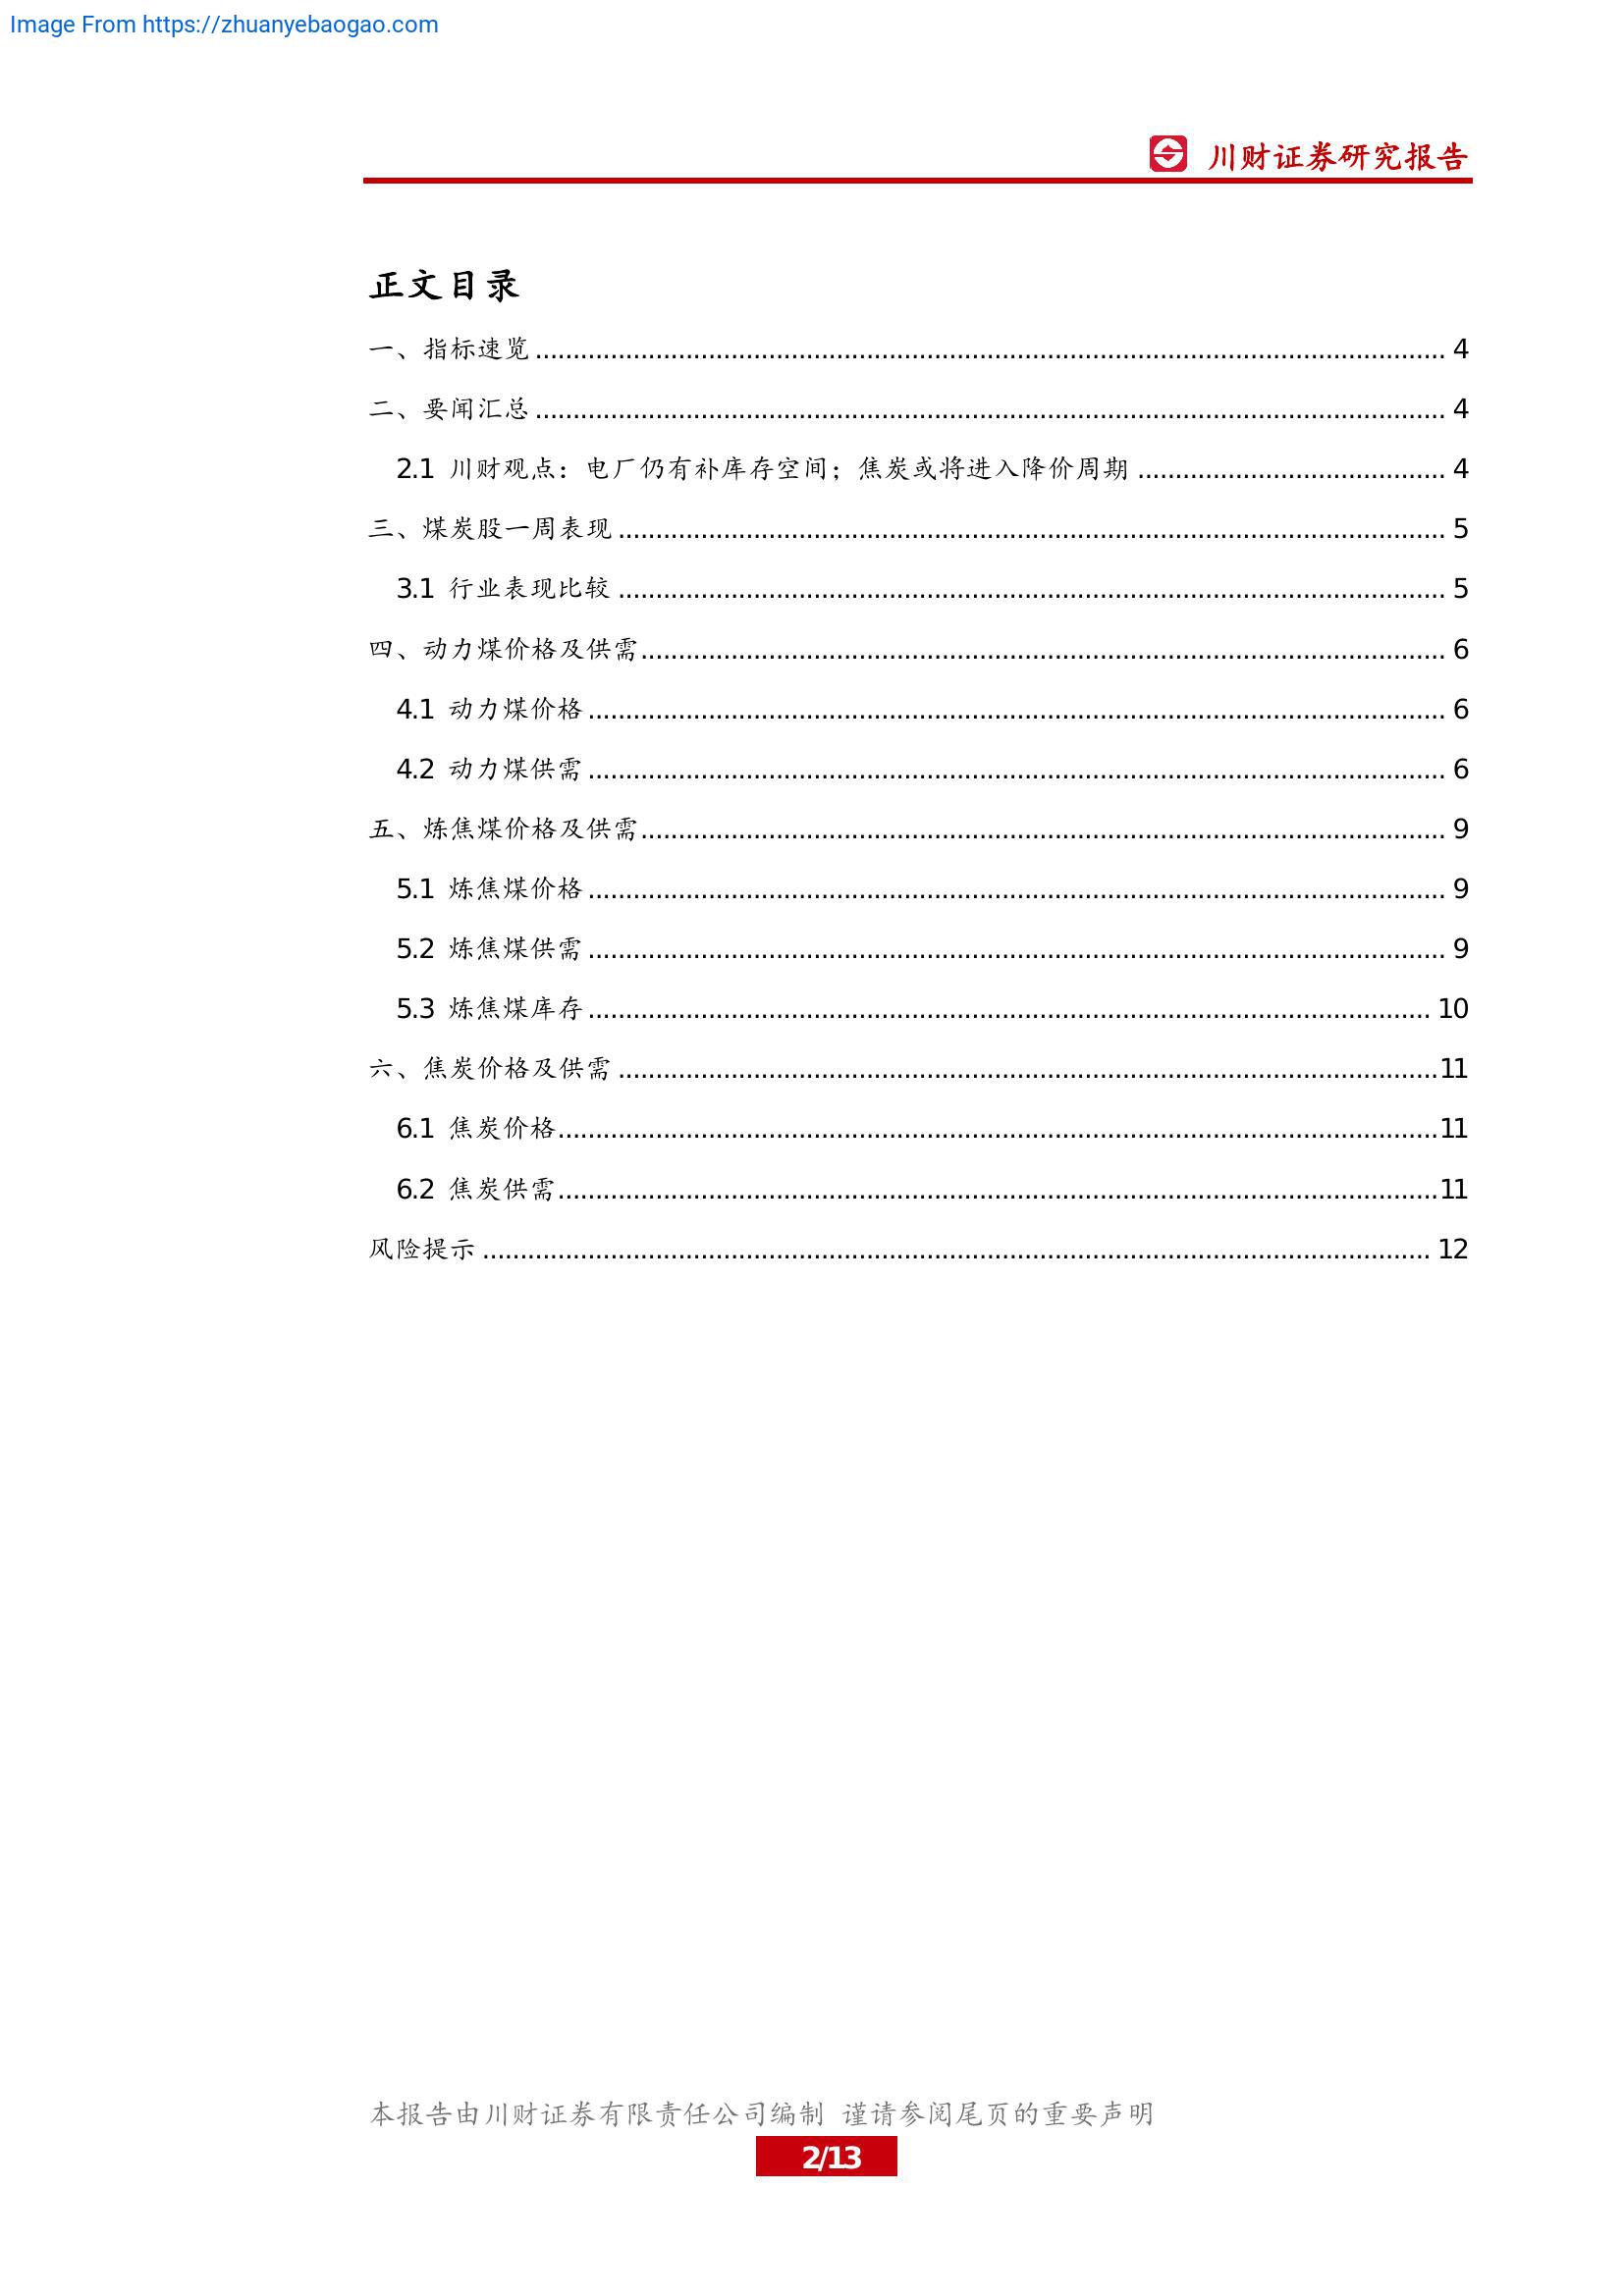 Image From https://zhuanyebaogao.com
川财证券研究报告
正文目录
一、指标速览 ........................................................................ 4
二、要闻汇总 ........................................................................ 4
2.1 川财观点：电厂仍有补库存空间；焦炭或将进入降价周期 ........................................ 4
三、煤炭股一周表现 ........................................................................ 5
3.1 行业表现比较 ........................................................................ 5
四、动力煤价格及供需 ........................................................................ 6
4.1 动力煤价格 ........................................................................ 6
4.2 动力煤供需 ........................................................................ 6
五、炼焦煤价格及供需 ........................................................................ 9
5.1 炼焦煤价格 ........................................................................ 9
5.2 炼焦煤供需 ........................................................................ 9
5.3 炼焦煤库存 ........................................................................ 10
六、焦炭价格及供需 ........................................................................ 11
6.1 焦炭价格 ........................................................................ 11
6.2 焦炭供需 ........................................................................ 11
风险提示 ........................................................................ 12
本报告由川财证券有限责任公司编制 谨请参阅尾页的重要声明
2/13